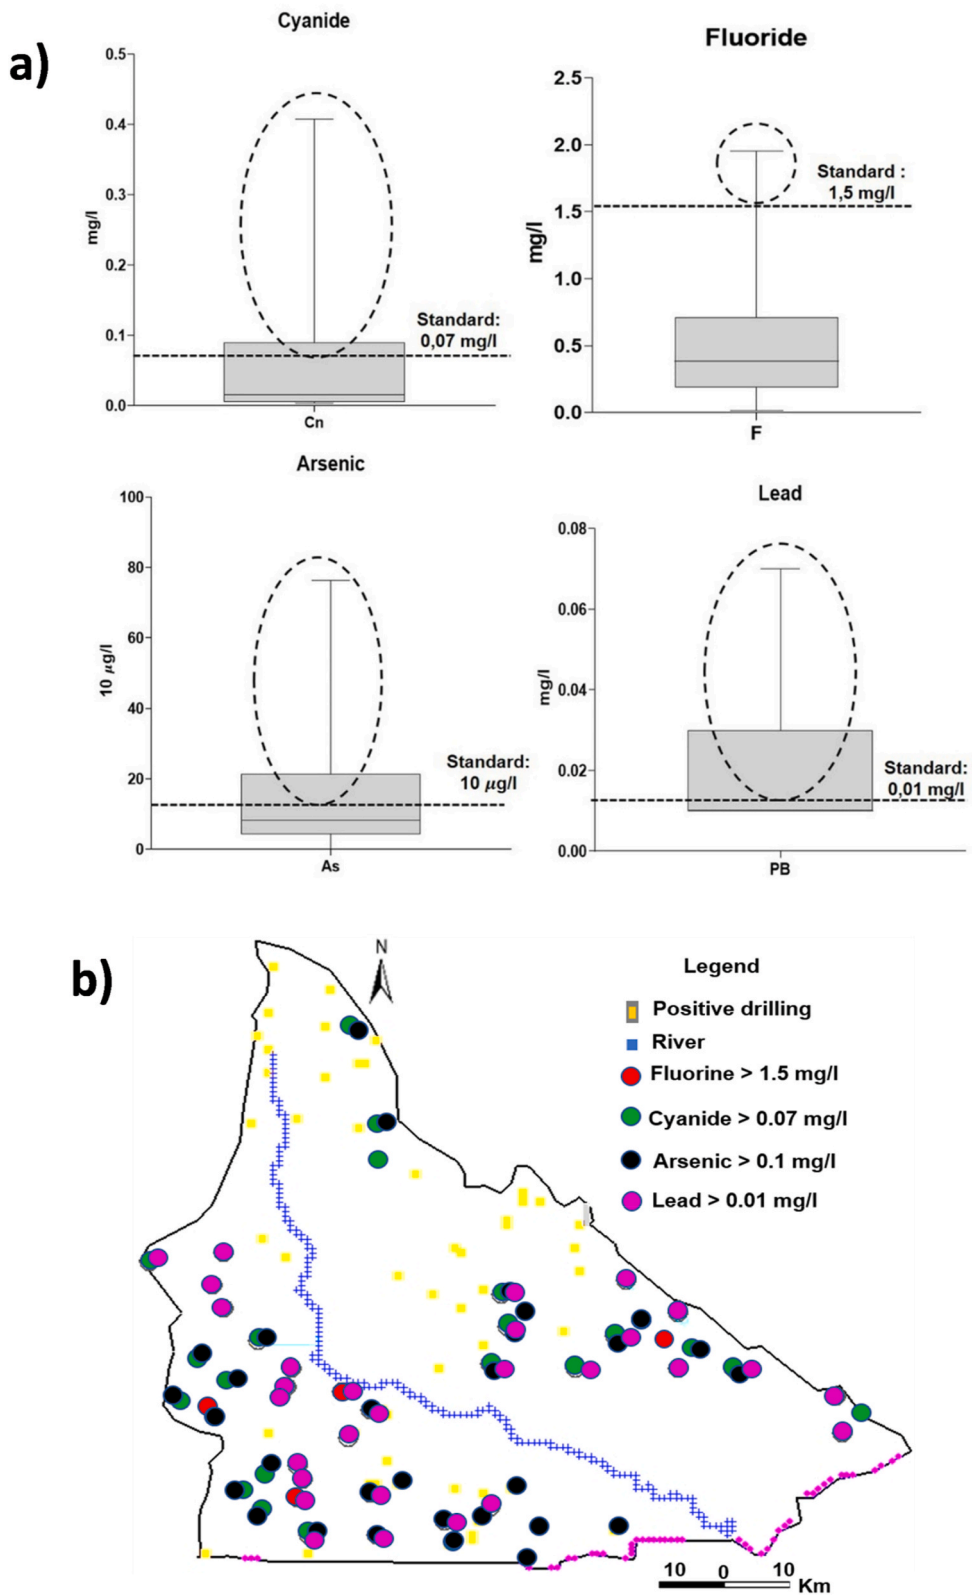 a)
Cyanide
0.5
0.4
0.3
0.2
0.1
0.0
mg/l
Standard:
0,07 mg/l
Cn
Fluoride
2.5
2.0
1.5
1.0
0.5
0.0
mg/l
Standard :
1,5 mg/l
F
Arsenic
100
80
60
40
20
0
10 µg/l
Standard:
10 µg/l
As
Lead
0.08
0.06
0.04
0.02
0.00
mg/l
Standard:
0,01 mg/l
PB
b)
N
Legend
Positive drilling
River
Fluorine > 1.5 mg/l
Cyanide > 0.07 mg/l
Arsenic > 0.1 mg/l
Lead > 0.01 mg/l
10 0 10
Km